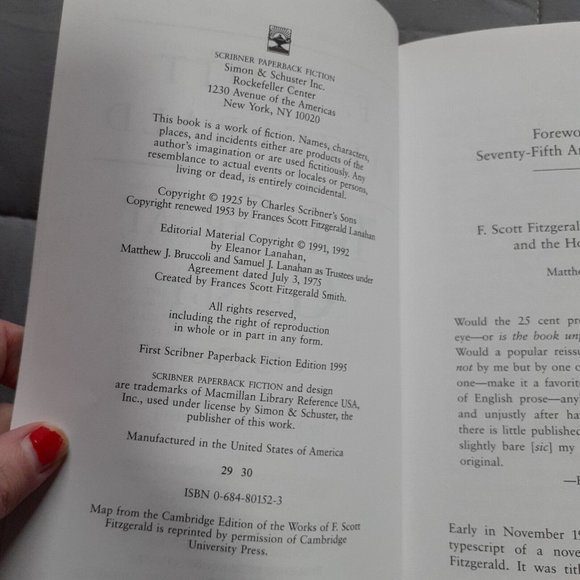 SCRIBNER PAPERBACK FICTION
Simon & Schuster Inc.
Rockefeller Center
1230 Avenue of the Americas
New York, NY 10020
This book is a work of fiction. Names, characters,
places, and incidents either are products of the
author's imagination or are used fictitiously. Any
resemblance to actual events or locales or persons,
living or dead, is entirely coincidental.
Copyright © 1925 by Charles Scribner's Sons
Copyright renewed 1953 by Frances Scott Fitzgerald Lanahan
Editorial Material Copyright © 1991, 1992
by Eleanor Lanahan,
Matthew J. Bruccoli and Samuel J. Lanahan as Trustees under
Agreement dated July 3, 1975
Created by Frances Scott Fitzgerald Smith.
All rights reserved,
including the right of reproduction
in whole or in part in any form.
First Scribner Paperback Fiction Edition 1995
SCRIBNER PAPERBACK FICTION and design
are trademarks of Macmillan Library Reference USA,
Inc., used under license by Simon & Schuster, the
publisher of this work.
Manufactured in the United States of America
29 30
ISBN 0-684-80152-3
Map from the Cambridge Edition of the Works of F. Scott
Fitzgerald is reprinted by permission of Cambridge
University Press.
Forewo
Seventy-Fifth An
F. Scott Fitzgerald
and the Ho
Matth
Would the 25 cent pr
eye—or is the book unp
Would a popular reissu
not by me but by one o
one—make it a favorit
of English prose—any
and unjustly after ha
there is little published
slightly bare [sic] my
original.
Early in November 19
typescript of a nove
Fitzgerald. It was titl